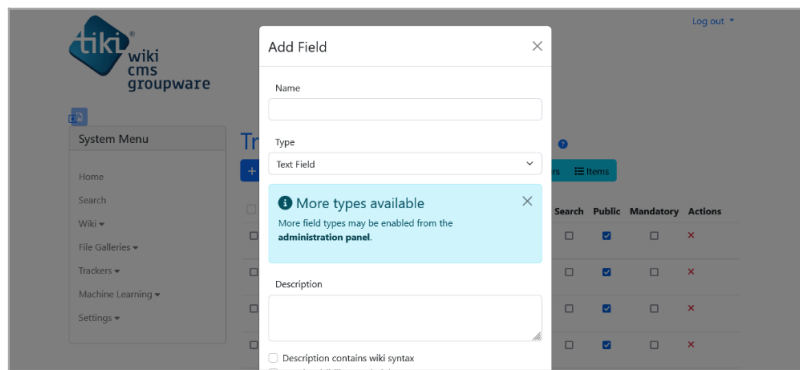 Log out
tiki®
wiki
cms
groupware
Add Field
Name
System Menu
Tr
Type
Text Field
Items
Home
Search
Wiki
File Galleries
Trackers
Machine Learning
Settings
More types available
More field types may be enabled from the
administration panel.
Search Public Mandatory Actions
Description
Description contains wiki syntax